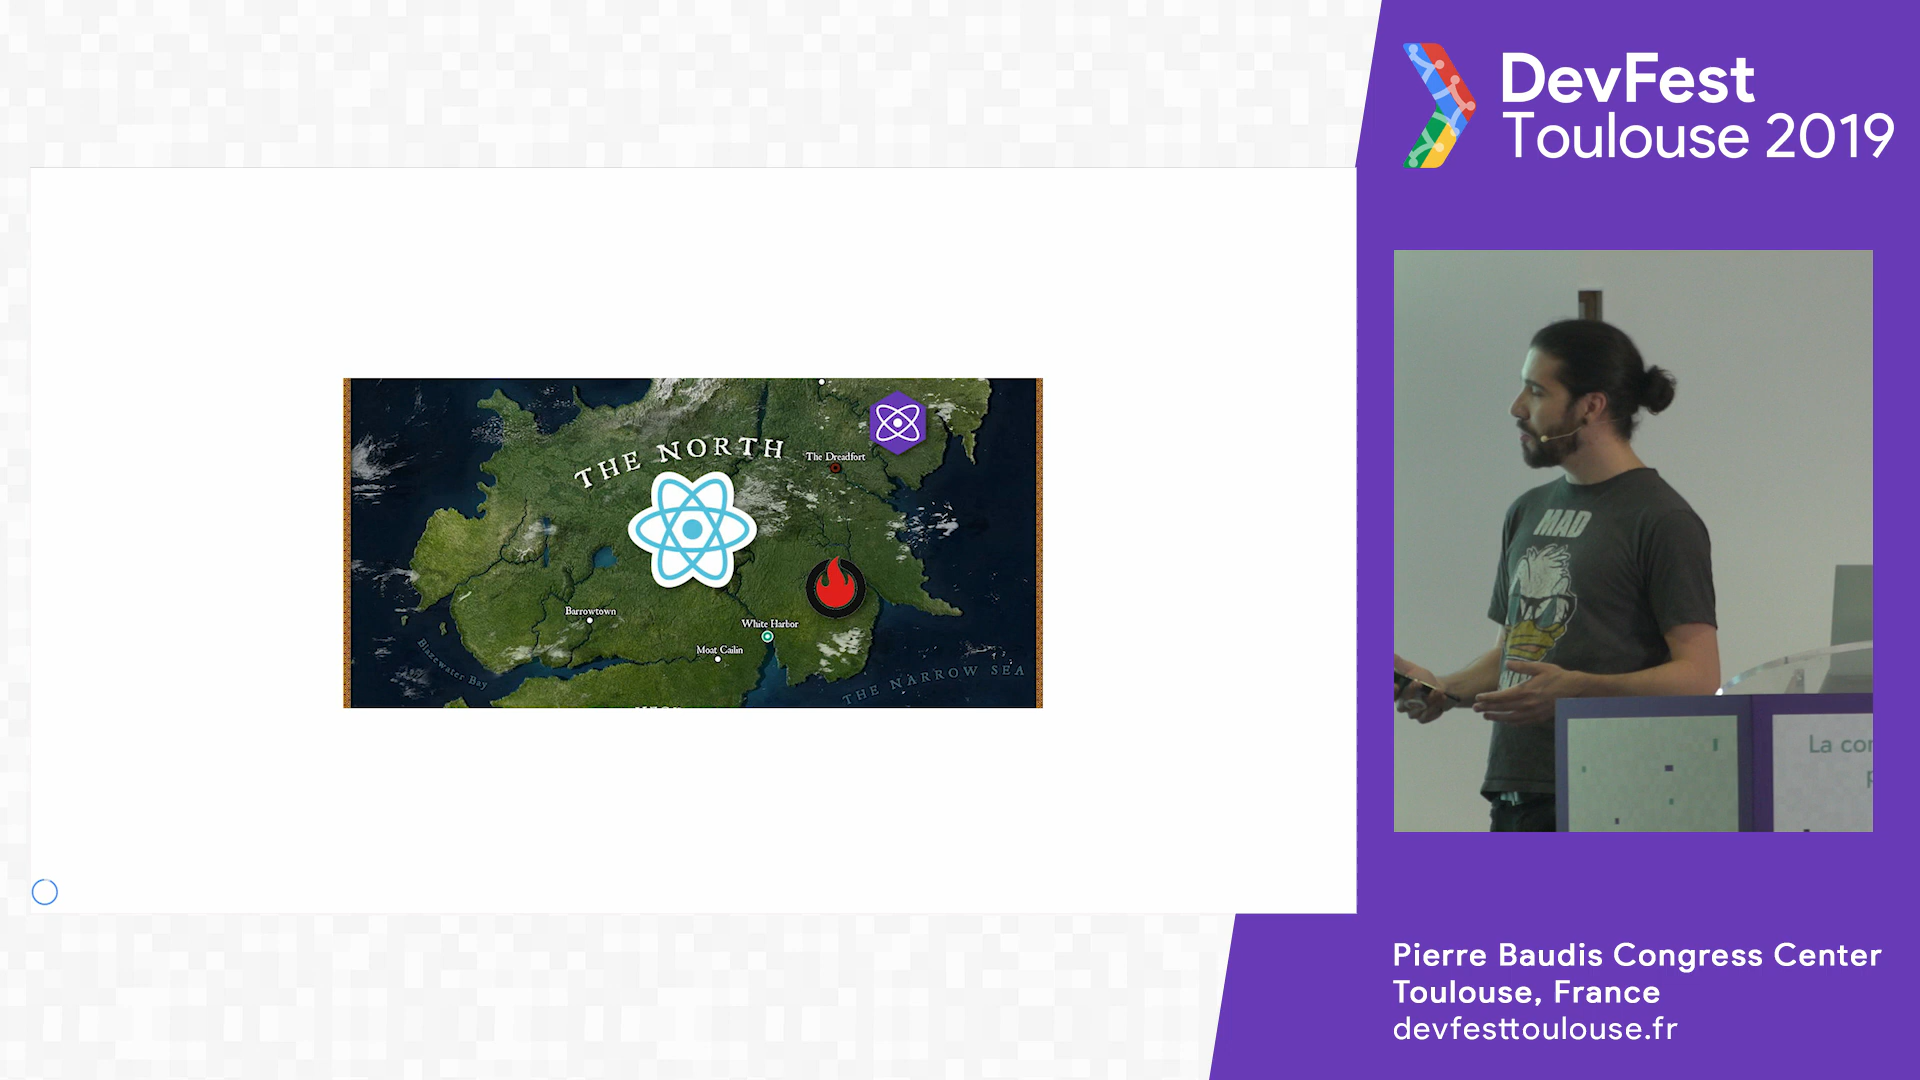 DevFest
Toulouse 2019
THE NORTH
The Dreadfort
Barrowtown
White Harbor
Moat Cailin
Blazewater Bay
THE NARROW SEA
MAD
La con
Pierre Baudis Congress Center
Toulouse, France
devfesttoulouse.fr